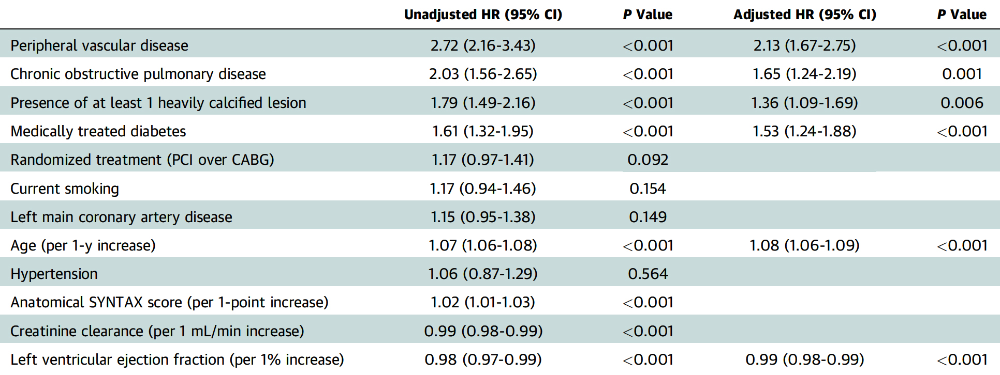 Unadjusted HR (95% CI) P Value Adjusted HR (95% CI) P Value
Peripheral vascular disease 2.72 (2.16-3.43) <0.001 2.13 (1.67-2.75) <0.001
Chronic obstructive pulmonary disease 2.03 (1.56-2.65) <0.001 1.65 (1.24-2.19) 0.001
Presence of at least 1 heavily calcified lesion 1.79 (1.49-2.16) <0.001 1.36 (1.09-1.69) 0.006
Medically treated diabetes 1.61 (1.32-1.95) <0.001 1.53 (1.24-1.88) <0.001
Randomized treatment (PCI over CABG) 1.17 (0.97-1.41) 0.092
Current smoking 1.17 (0.94-1.46) 0.154
Left main coronary artery disease 1.15 (0.95-1.38) 0.149
Age (per 1-y increase) 1.07 (1.06-1.08) <0.001 1.08 (1.06-1.09) <0.001
Hypertension 1.06 (0.87-1.29) 0.564
Anatomical SYNTAX score (per 1-point increase) 1.02 (1.01-1.03) <0.001
Creatinine clearance (per 1 mL/min increase) 0.99 (0.98-0.99) <0.001
Left ventricular ejection fraction (per 1% increase) 0.98 (0.97-0.99) <0.001 0.99 (0.98-0.99) <0.001